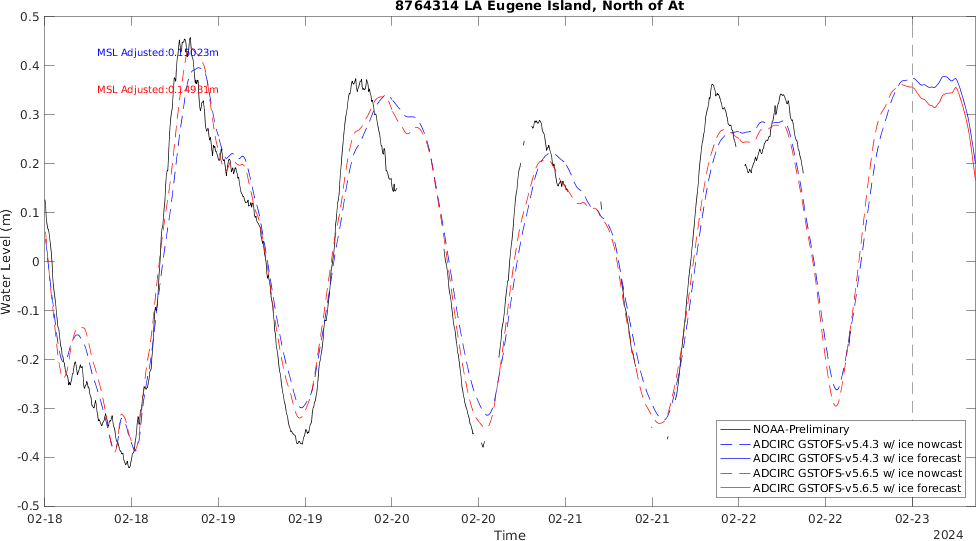 8764314 LA Eugene Island, North of At
0.5
MSL Adjusted:0.15023m
0.4
MSL Adjusted:0.14931m
0.3
0.2
0.1
0
-0.1
-0.2
-0.3
-0.4
-0.5
Water Level (m)
NOAA-Preliminary
ADCIRC GSTOFS-v5.4.3 w/ ice nowcast
ADCIRC GSTOFS-v5.4.3 w/ ice forecast
ADCIRC GSTOFS-v5.6.5 w/ ice nowcast
ADCIRC GSTOFS-v5.6.5 w/ ice forecast
02-18 02-18 02-19 02-19 02-20 02-20 02-21 02-21 02-22 02-22 02-23
Time
2024